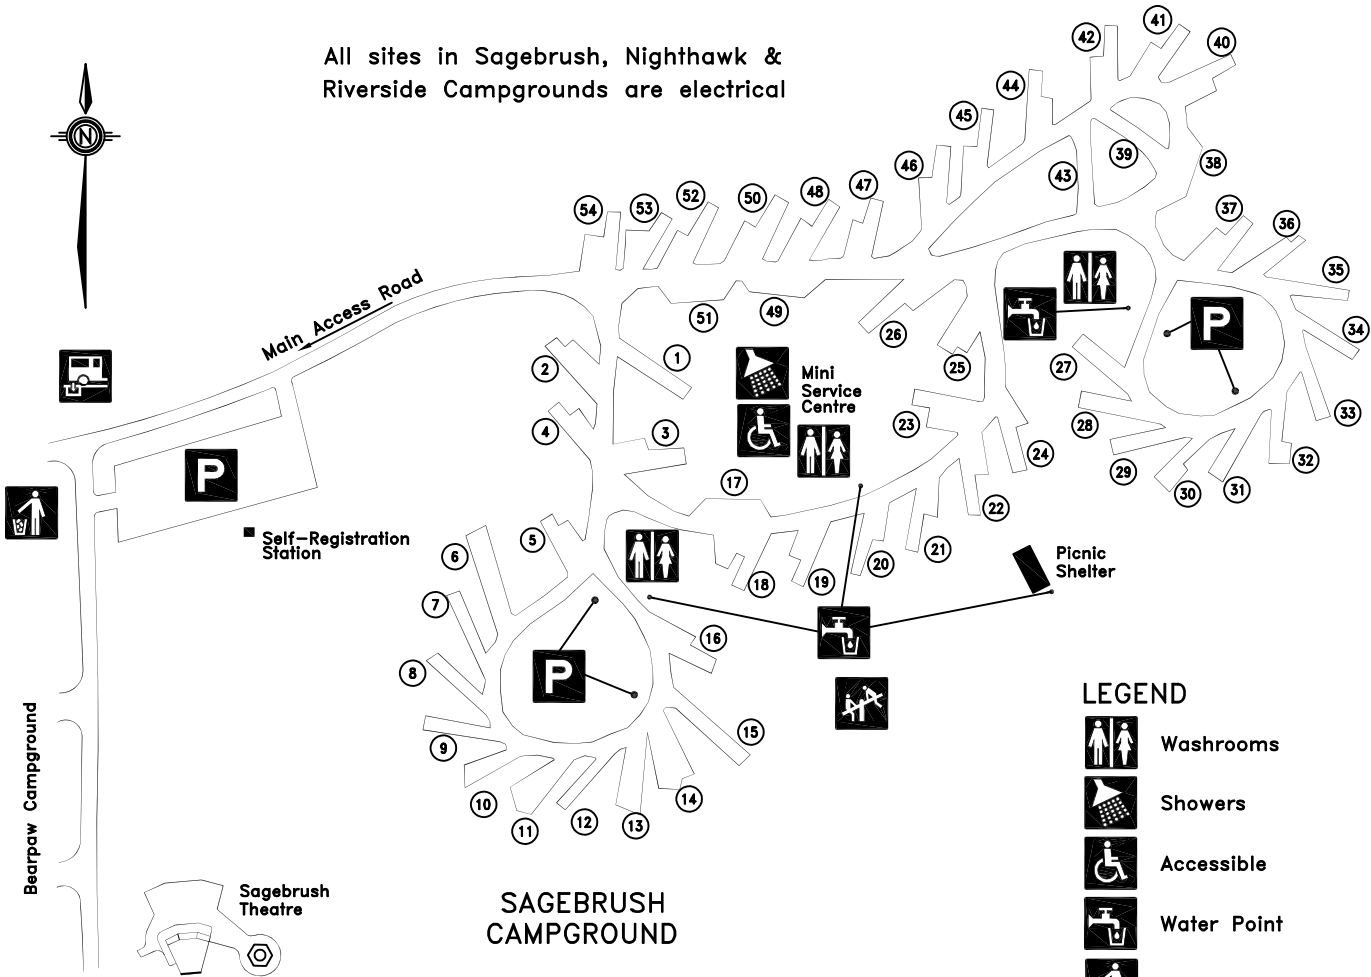 All sites in Sagebrush, Nighthawk &
Riverside Campgrounds are electrical
N
Main Access Road
41
42
40
44
45
39
38
46
43
47
48
50
52
53
54
37
36
35
34
33
32
31
30
29
28
27
26
25
24
23
22
21
20
19
18
17
51
49
1
2
3
4
5
6
7
8
9
10
11
12
13
14
15
16
P
P
P
Mini
Service
Centre
Self-Registration
Station
Picnic
Shelter
Bearpaw Campground
Sagebrush
Theatre
SAGEBRUSH
CAMPGROUND
LEGEND
Washrooms
Showers
Accessible
Water Point